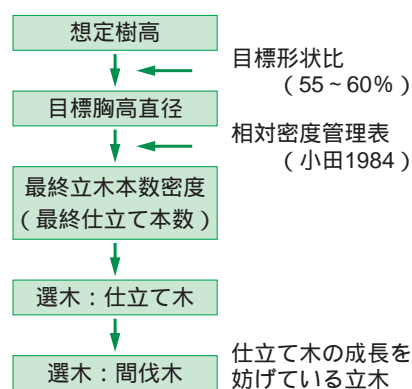 想定樹高
目標形状比
（55～60％）
目標胸高直径
相対密度管理表
（小田1984）
最終立木本数密度
（最終仕立て本数）
選木：仕立て木
選木：間伐木
仕立て木の成長を
妨げている立木